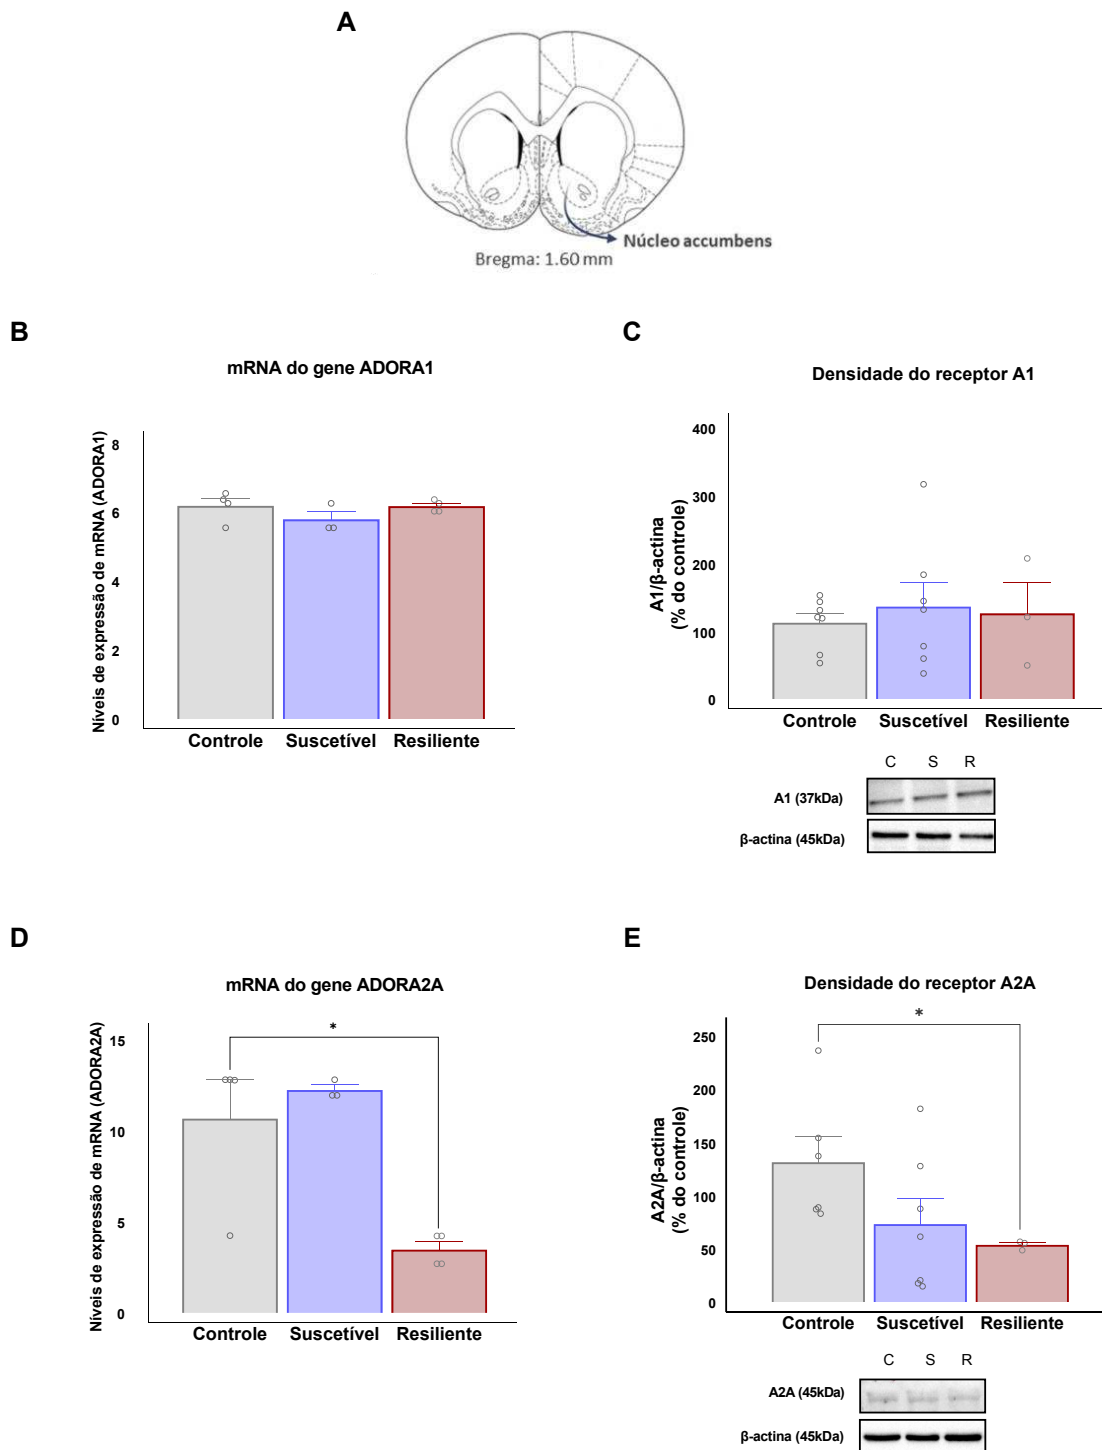 A
Núcleo accumbens
Bregma: 1.60 mm
B
mRNA do gene ADORA1
Níveis de expressão de mRNA (ADORA1)
8
6
4
2
0
Controle Suscetível Resiliente
C
Densidade do receptor A1
A1/β-actina
(% do controle)
400
300
200
100
0
Controle Suscetível Resiliente
C S R
A1 (37kDa)
β-actina (45kDa)
D
mRNA do gene ADORA2A
Níveis de expressão de mRNA (ADORA2A)
15
10
5
0
*
Controle Suscetível Resiliente
E
Densidade do receptor A2A
A2A/β-actina
(% do controle)
250
200
150
100
50
0
*
Controle Suscetível Resiliente
C S R
A2A (45kDa)
β-actina (45kDa)